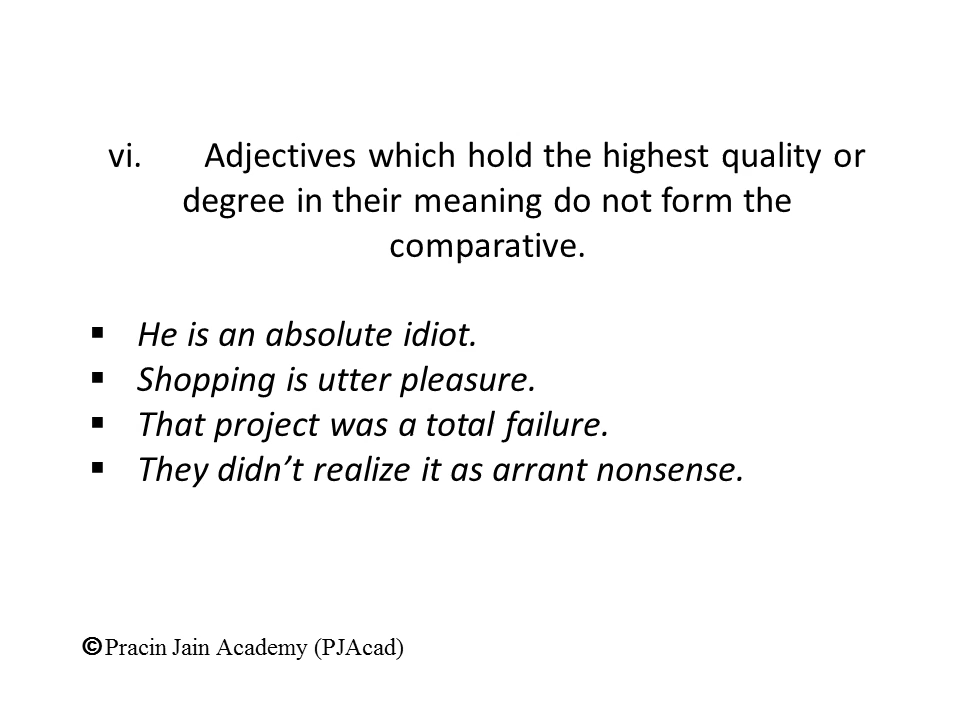 vi. Adjectives which hold the highest quality or
degree in their meaning do not form the
comparative.
▪ He is an absolute idiot.
▪ Shopping is utter pleasure.
▪ That project was a total failure.
▪ They didn’t realize it as arrant nonsense.
©Pracin Jain Academy (PJAcad)